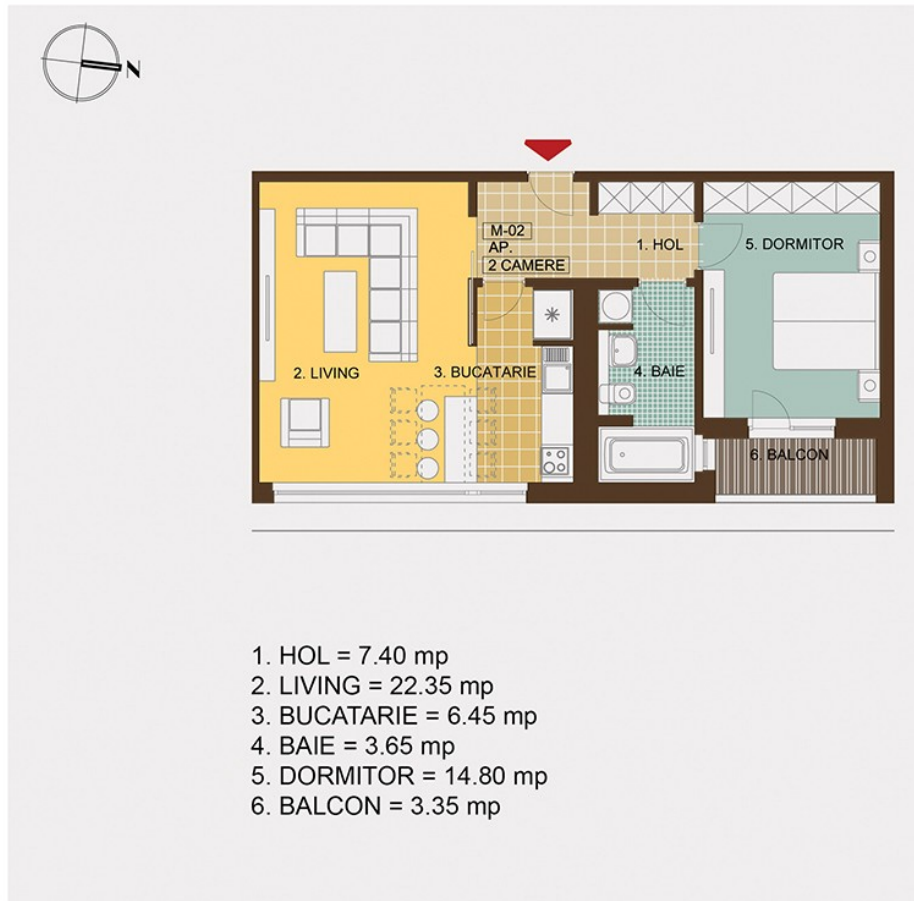 N
M-02
AP.
2 CAMERE
1. HOL
5. DORMITOR
2. LIVING
3. BUCATARIE
4. BAIE
6. BALCON
1. HOL = 7.40 mp
2. LIVING = 22.35 mp
3. BUCATARIE = 6.45 mp
4. BAIE = 3.65 mp
5. DORMITOR = 14.80 mp
6. BALCON = 3.35 mp